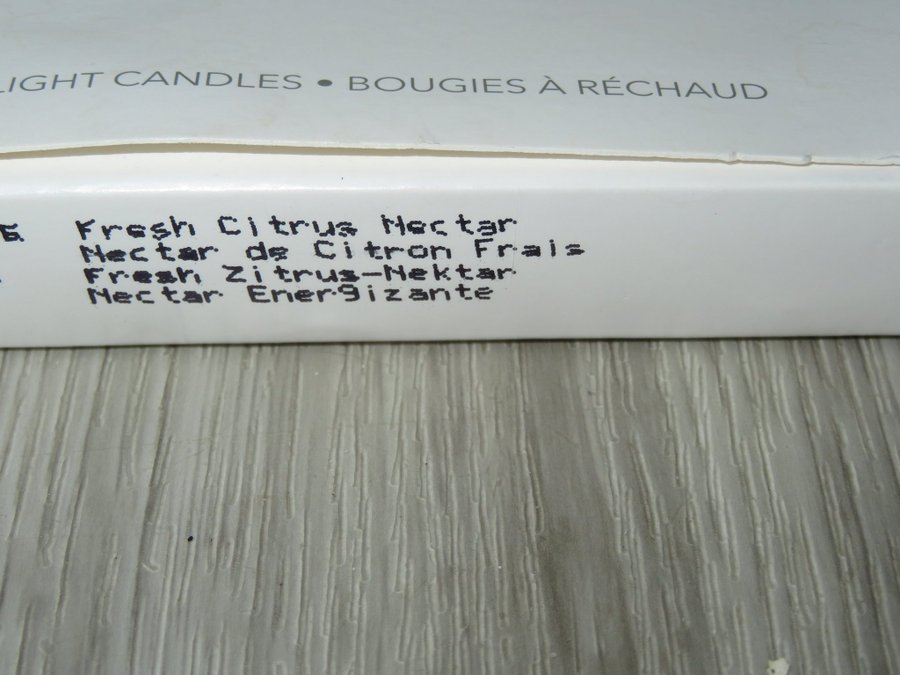 LIGHT CANDLES • BOUGIES À RÉCHAUD
Fresh Citrus Nectar
Nectar de Citron Frais
Fresh Zitrus-Nektar
Nectar Energizante